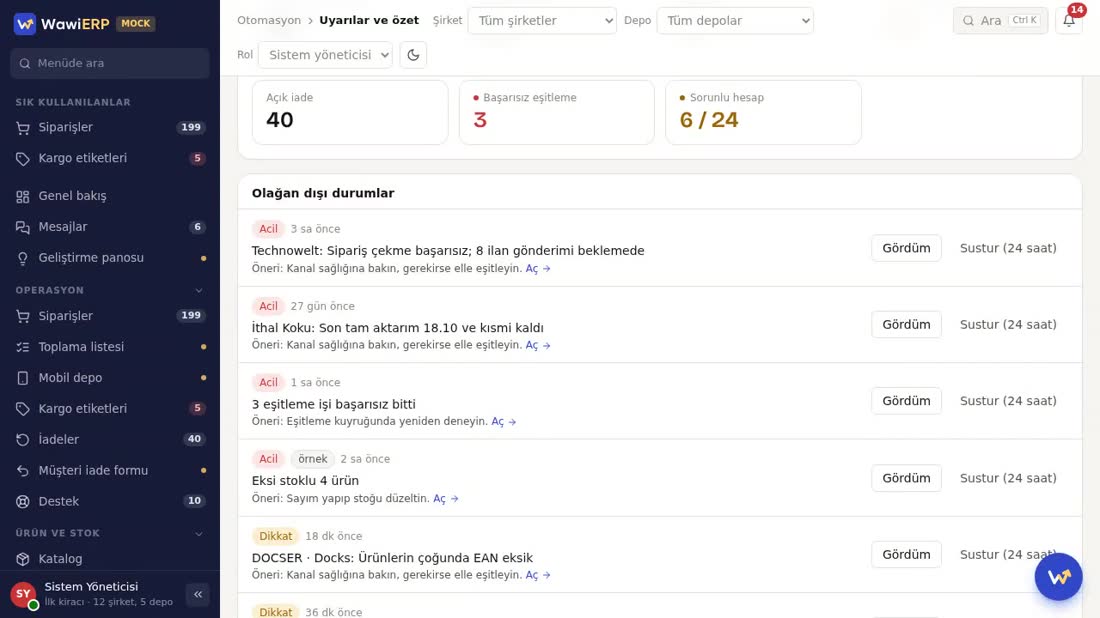 WawiERP MOCK
Menüde ara
SIK KULLANILANLAR
Siparişler 199
Kargo etiketleri 5
Genel bakış
Mesajlar 6
Geliştirme panosu
OPERASYON
Siparişler 199
Toplama listesi
Mobil depo
Kargo etiketleri 5
İadeler 40
Müşteri iade formu
Destek 10
ÜRÜN VE STOK
Katalog
SY Sistem Yöneticisi
İlk kiracı · 12 şirket, 5 depo
«
Otomasyon › Uyarılar ve özet Şirket Tüm şirketler Depo Tüm depolar Ara Ctrl K 14
Rol Sistem yöneticisi
Açık iade
40
Başarısız eşitleme
3
Sorunlu hesap
6 / 24
Olağan dışı durumlar
Acil 3 sa önce
Technowelt: Sipariş çekme başarısız; 8 ilan gönderimi beklemede
Öneri: Kanal sağlığına bakın, gerekirse elle eşitleyin. Aç →
Gördüm Sustur (24 saat)
Acil 27 gün önce
İthal Koku: Son tam aktarım 18.10 ve kısmi kaldı
Öneri: Kanal sağlığına bakın, gerekirse elle eşitleyin. Aç →
Gördüm Sustur (24 saat)
Acil 1 sa önce
3 eşitleme işi başarısız bitti
Öneri: Eşitleme kuyruğunda yeniden deneyin. Aç →
Gördüm Sustur (24 saat)
Acil örnek 2 sa önce
Eksi stoklu 4 ürün
Öneri: Sayım yapıp stoğu düzeltin. Aç →
Gördüm Sustur (24 saat)
Dikkat 18 dk önce
DOCSER · Docks: Ürünlerin çoğunda EAN eksik
Öneri: Kanal sağlığına bakın, gerekirse elle eşitleyin. Aç →
Gördüm Sustur (24 saat)
Dikkat 36 dk önce